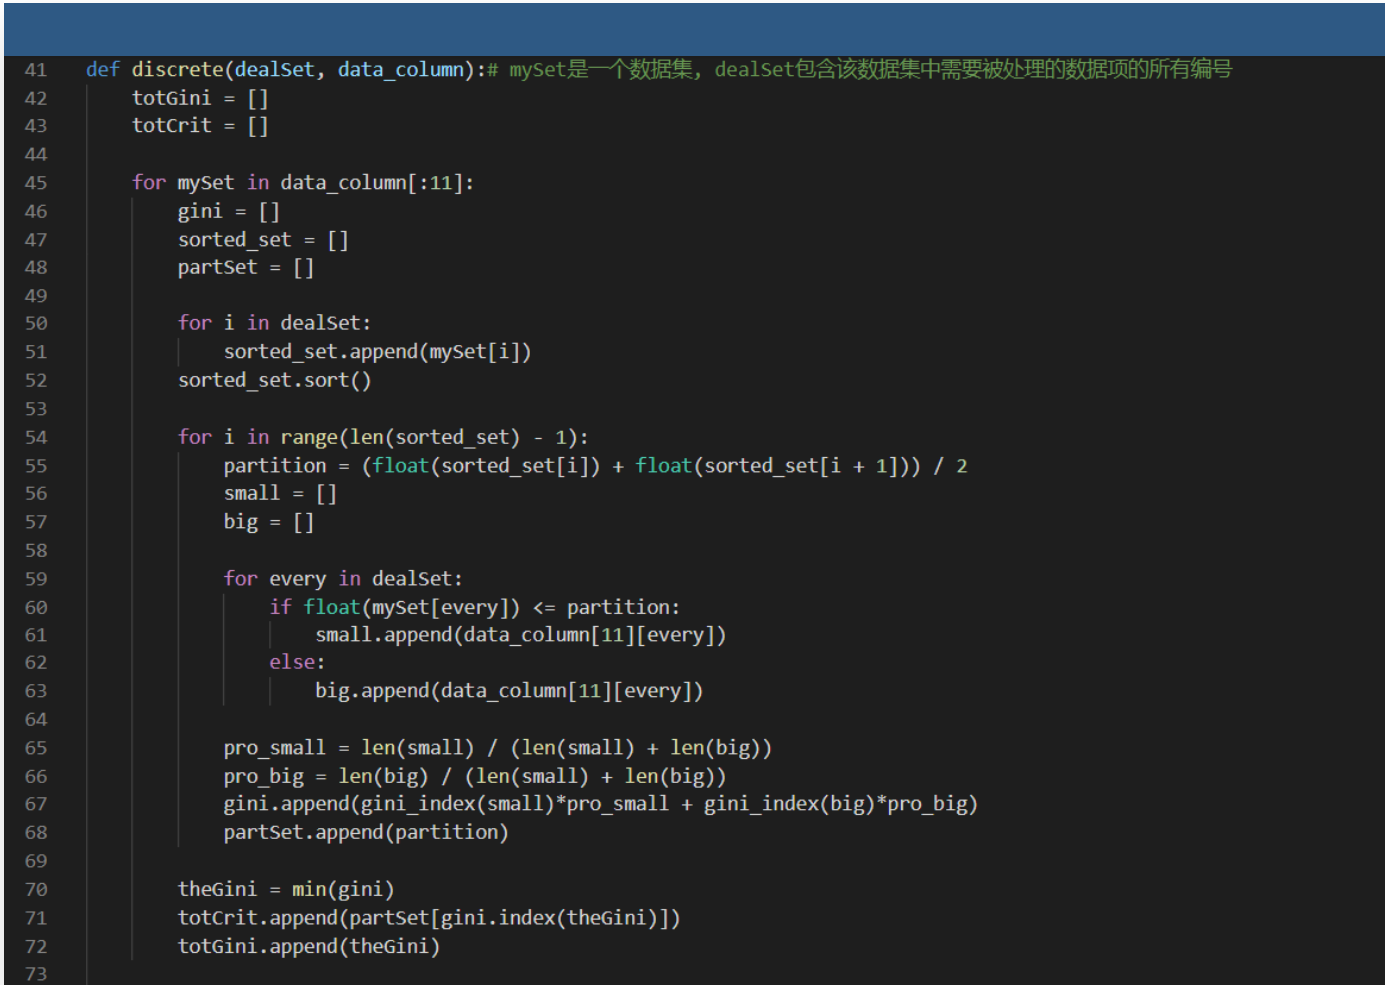 41 def discrete(dealSet, data_column):# mySet是一个数据集, dealSet包含该数据集中需要被处理的数据项的所有编号
42 totGini = []
43 totCrit = []
44
45 for mySet in data_column[:11]:
46 gini = []
47 sorted_set = []
48 partSet = []
49
50 for i in dealSet:
51 sorted_set.append(mySet[i])
52 sorted_set.sort()
53
54 for i in range(len(sorted_set) - 1):
55 partition = (float(sorted_set[i]) + float(sorted_set[i + 1])) / 2
56 small = []
57 big = []
58
59 for every in dealSet:
60 if float(mySet[every]) <= partition:
61 small.append(data_column[11][every])
62 else:
63 big.append(data_column[11][every])
64
65 pro_small = len(small) / (len(small) + len(big))
66 pro_big = len(big) / (len(small) + len(big))
67 gini.append(gini_index(small)*pro_small + gini_index(big)*pro_big)
68 partSet.append(partition)
69
70 theGini = min(gini)
71 totCrit.append(partSet[gini.index(theGini)])
72 totGini.append(theGini)
73